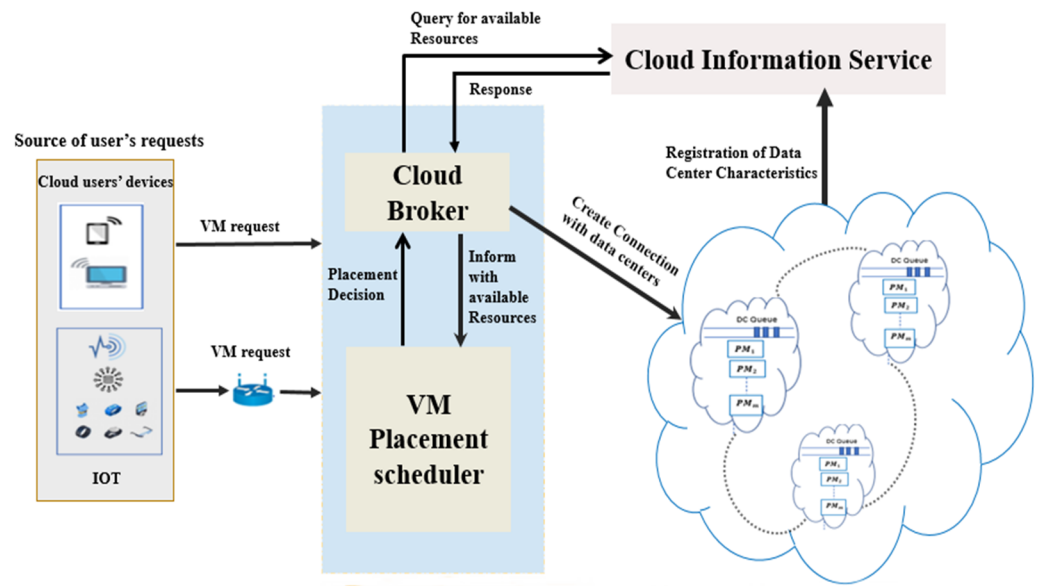 Query for available
Resources
Cloud Information Service
Response
Source of user's requests
Cloud users' devices
Cloud
Broker
Registration of Data
Center Characteristics
VM request
Create Connection
with data centers
Placement
Decision
Inform
with
available
Resources
DC Queue
PM₁
PM₂
PMₘ
DC Queue
PM₁
PM₂
PMₘ
VM request
VM
Placement
scheduler
DC Queue
PM₁
PM₂
PMₘ
IOT